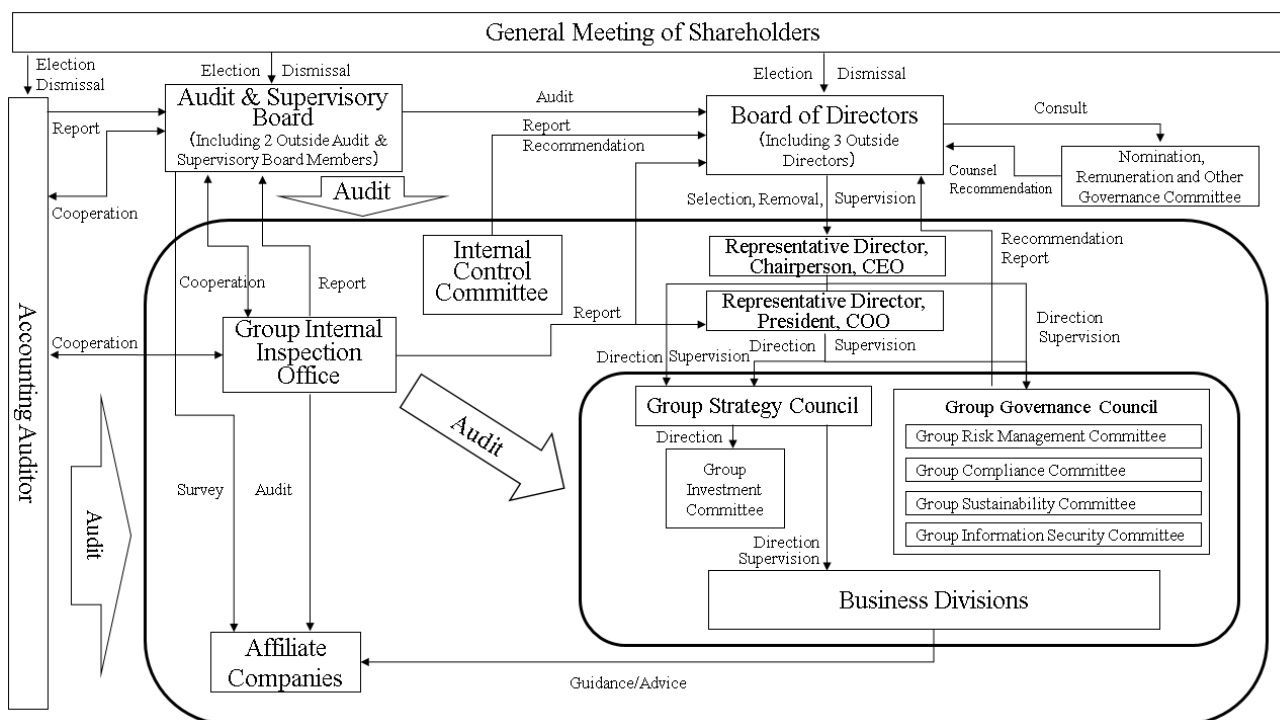 General Meeting of Shareholders
Election
Dismissal
Election
Dismissal
Election
Dismissal
Audit & Supervisory
Board
(Including 2 Outside Audit &
Supervisory Board Members)
Audit
Board of Directors
(Including 3 Outside
Directors)
Consult
Report
Report
Recommendation
Nomination,
Remuneration and Other
Governance Committee
Counsel
Recommendation
Cooperation
Audit
Selection, Removal,
Supervision
Internal
Control
Committee
Representative Director,
Chairperson, CEO
Recommendation
Report
Cooperation
Report
Representative Director,
President, COO
Report
Direction
Supervision
Accounting Auditor
Cooperation
Group Internal
Inspection
Office
Direction
Supervision
Direction
Supervision
Audit
Group Strategy Council
Group Governance Council
Direction
Group Risk Management Committee
Group
Investment
Committee
Group Compliance Committee
Group Sustainability Committee
Group Information Security Committee
Survey
Audit
Audit
Direction
Supervision
Business Divisions
Affiliate
Companies
Guidance/Advice